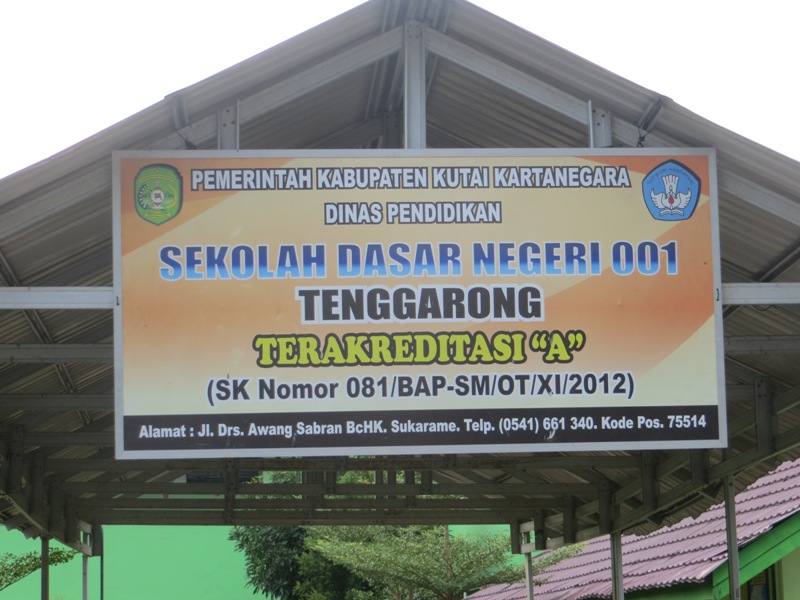 PEMERINTAH KABUPATEN KUTAI KARTANEGARA
DINAS PENDIDIKAN
SEKOLAH DASAR NEGERI 001
TENGGARONG
TERAKREDITASI "A"
(SK Nomor 081/BAP-SM/OT/XI/2012)
Alamat : Jl. Drs. Awang Sabran BcHK. Sukarame. Telp. (0541) 661 340. Kode Pos. 75514